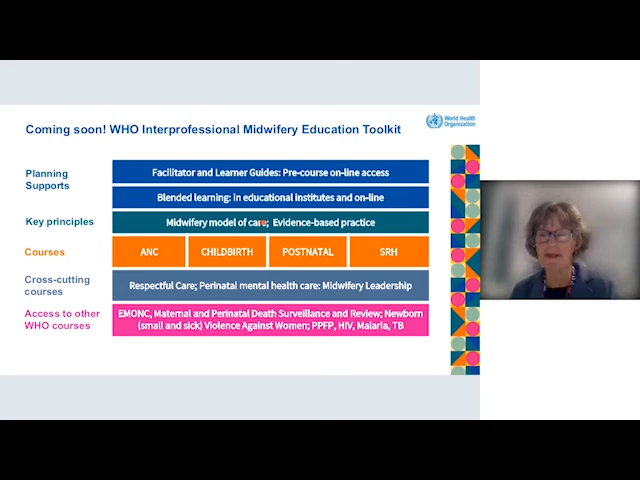 Coming soon! WHO Interprofessional Midwifery Education Toolkit
World Health
Organization
Planning
Supports
Facilitator and Learner Guides: Pre-course on-line access
Blended learning: in educational institutes and on-line
Key principles
Midwifery model of care; Evidence-based practice
Courses
ANC
CHILDBIRTH
POSTNATAL
SRH
Cross-cutting
courses
Respectful Care; Perinatal mental health care: Midwifery Leadership
Access to other
WHO courses
EMONC, Maternal and Perinatal Death Surveillance and Review; Newborn
(small and sick) Violence Against Women; PPFP, HIV, Malaria, TB